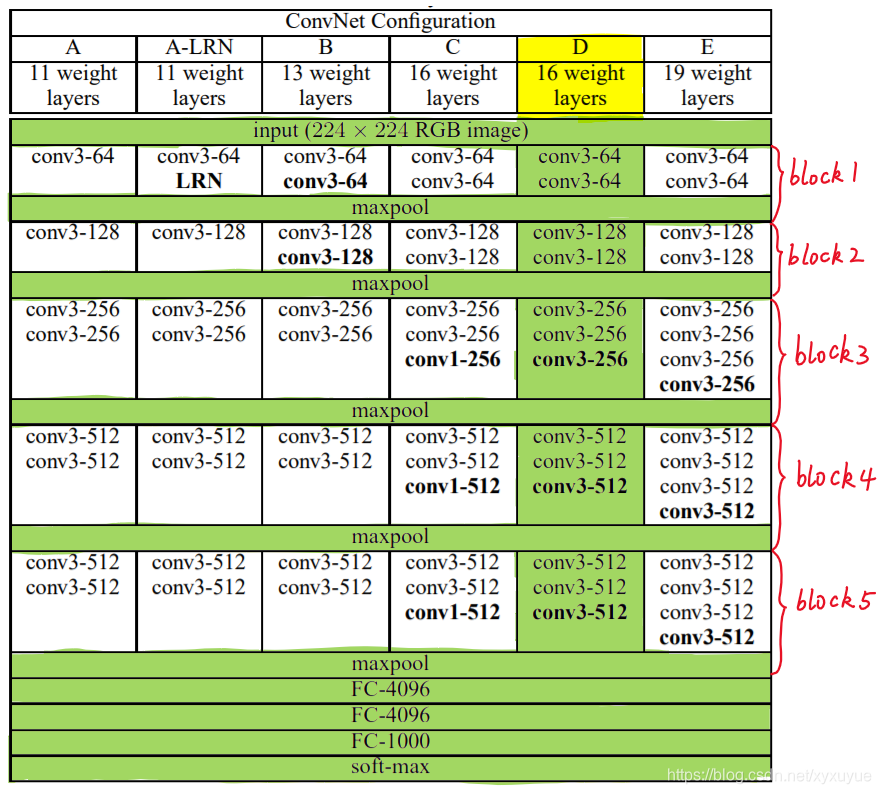 ConvNet Configuration
A A-LRN B C D E
11 weight layers 11 weight layers 13 weight layers 16 weight layers 16 weight layers 19 weight layers
input (224 × 224 RGB image)
conv3-64 conv3-64 conv3-64 conv3-64 conv3-64 conv3-64
LRN conv3-64 conv3-64 conv3-64 conv3-64
block1
maxpool
conv3-128 conv3-128 conv3-128 conv3-128 conv3-128 conv3-128
conv3-128 conv3-128 conv3-128 conv3-128
block2
maxpool
conv3-256 conv3-256 conv3-256 conv3-256 conv3-256 conv3-256
conv3-256 conv3-256 conv3-256 conv3-256 conv3-256 conv3-256
conv1-256 conv3-256 conv3-256
block3
conv3-256
maxpool
conv3-512 conv3-512 conv3-512 conv3-512 conv3-512 conv3-512
conv3-512 conv3-512 conv3-512 conv3-512 conv3-512 conv3-512
conv1-512 conv3-512 conv3-512
block4
conv3-512
maxpool
conv3-512 conv3-512 conv3-512 conv3-512 conv3-512 conv3-512
conv3-512 conv3-512 conv3-512 conv3-512 conv3-512 conv3-512
conv1-512 conv3-512 conv3-512
block5
conv3-512
maxpool
FC-4096
FC-4096
FC-1000
soft-max
https://blog.csdn.net/xyxuyue